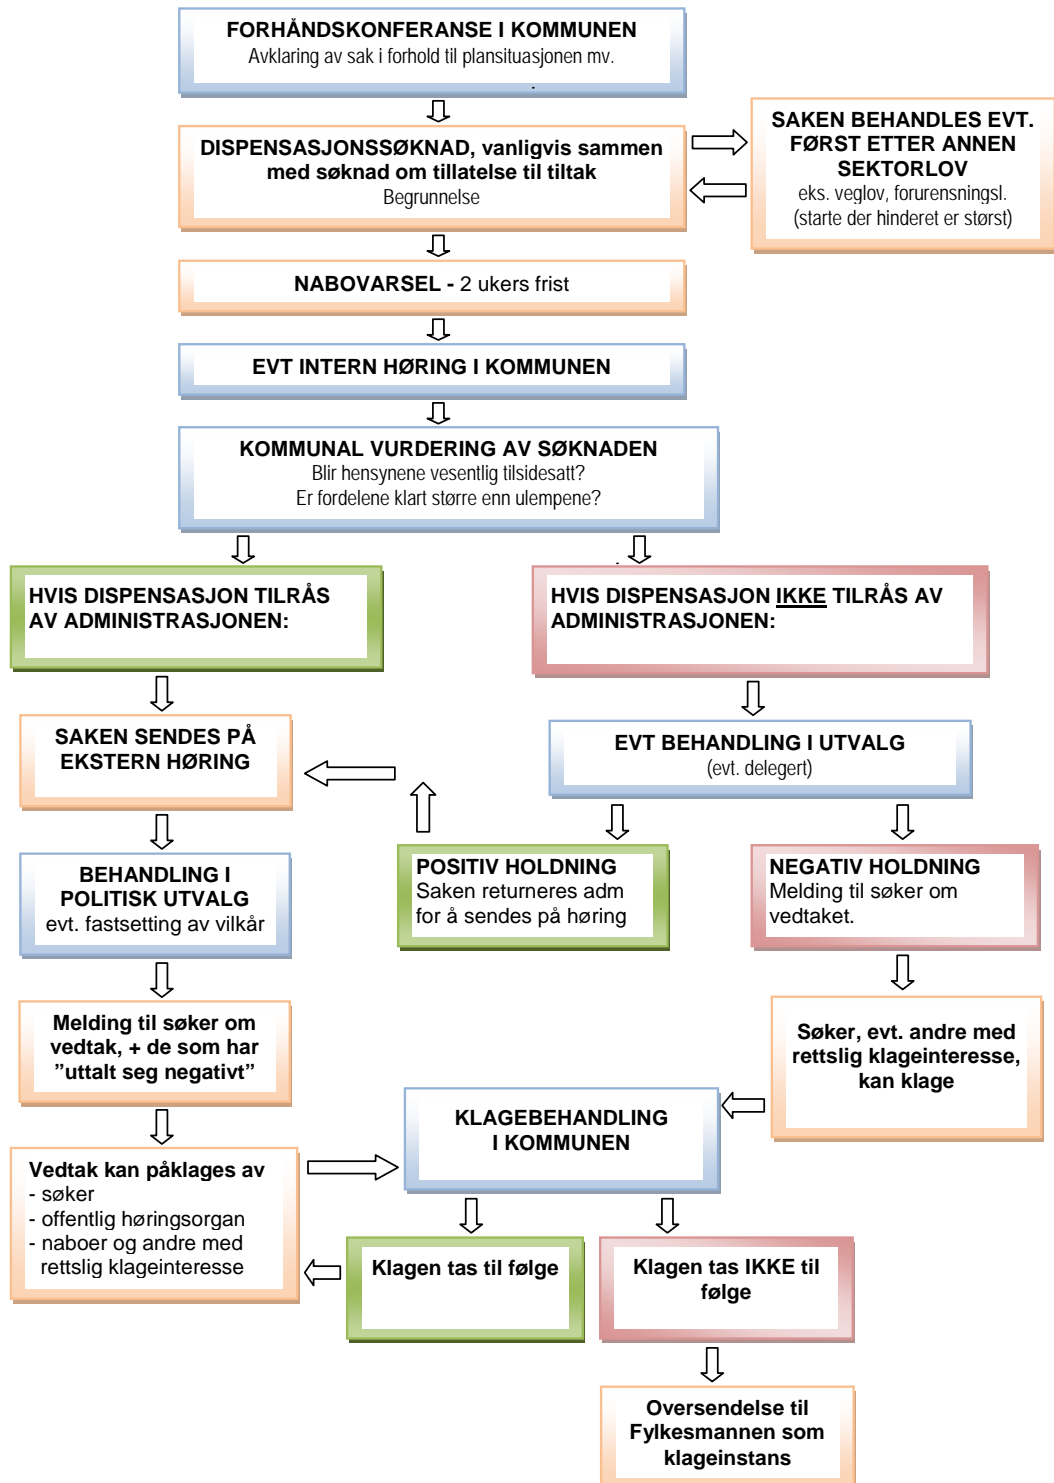 FORHÅNDSKONFERANSE I KOMMUNEN
Avklaring av sak i forhold til plansituasjonen mv.
DISPENSASJONSSØKNAD, vanligvis sammen
med søknad om tillatelse til tiltak
Begrunnelse
SAKEN BEHANDLES EVT.
FØRST ETTER ANNEN
SEKTORLOV
eks. veglov, forurensningsl.
(starte der hinderet er størst)
NABOVARSEL - 2 ukers frist
EVT INTERN HØRING I KOMMUNEN
KOMMUNAL VURDERING AV SØKNADEN
Blir hensynene vesentlig tilsidesatt?
Er fordelene klart større enn ulempene?
HVIS DISPENSASJON TILRÅS
AV ADMINISTRASJONEN:
HVIS DISPENSASJON IKKE TILRÅS AV
ADMINISTRASJONEN:
SAKEN SENDES PÅ
EKSTERN HØRING
EVT BEHANDLING I UTVALG
(evt. delegert)
BEHANDLING I
POLITISK UTVALG
evt. fastsetting av vilkår
POSITIV HOLDNING
Saken returneres adm
for å sendes på høring
NEGATIV HOLDNING
Melding til søker om
vedtaket.
Melding til søker om
vedtak, + de som har
”uttalt seg negativt”
Søker, evt. andre med
rettslig klageinteresse,
kan klage
KLAGEBEHANDLING
I KOMMUNEN
Vedtak kan påklages av
- søker
- offentlig høringsorgan
- naboer og andre med
rettslig klageinteresse
Klagen tas til følge
Klagen tas IKKE til
følge
Oversendelse til
Fylkesmannen som
klageinstans